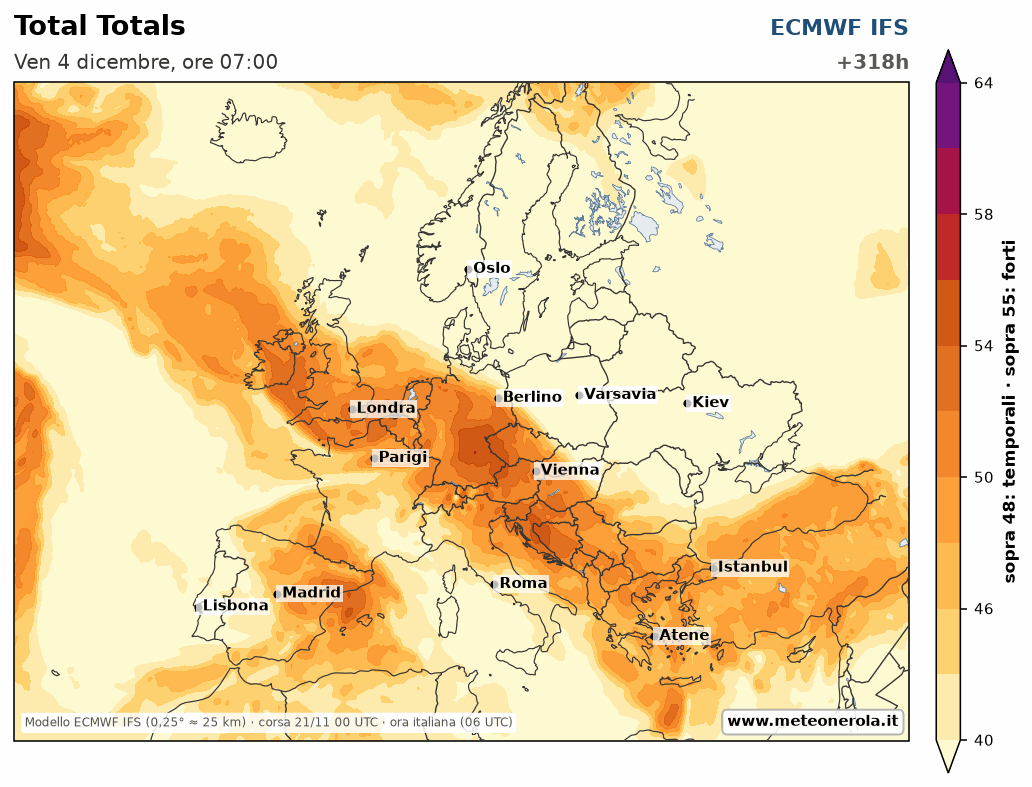 Total Totals
ECMWF IFS
Ven 4 dicembre, ore 07:00
+318h
64
58
54
50
46
40
sopra 48: temporali · sopra 55: forti
Oslo
Londra
Berlino
Varsavia
Kiev
Parigi
Vienna
Istanbul
Roma
Madrid
Lisbona
Atene
Modello ECMWF IFS (0,25° ≈ 25 km) · corsa 21/11 00 UTC · ora italiana (06 UTC)
www.meteonerola.it